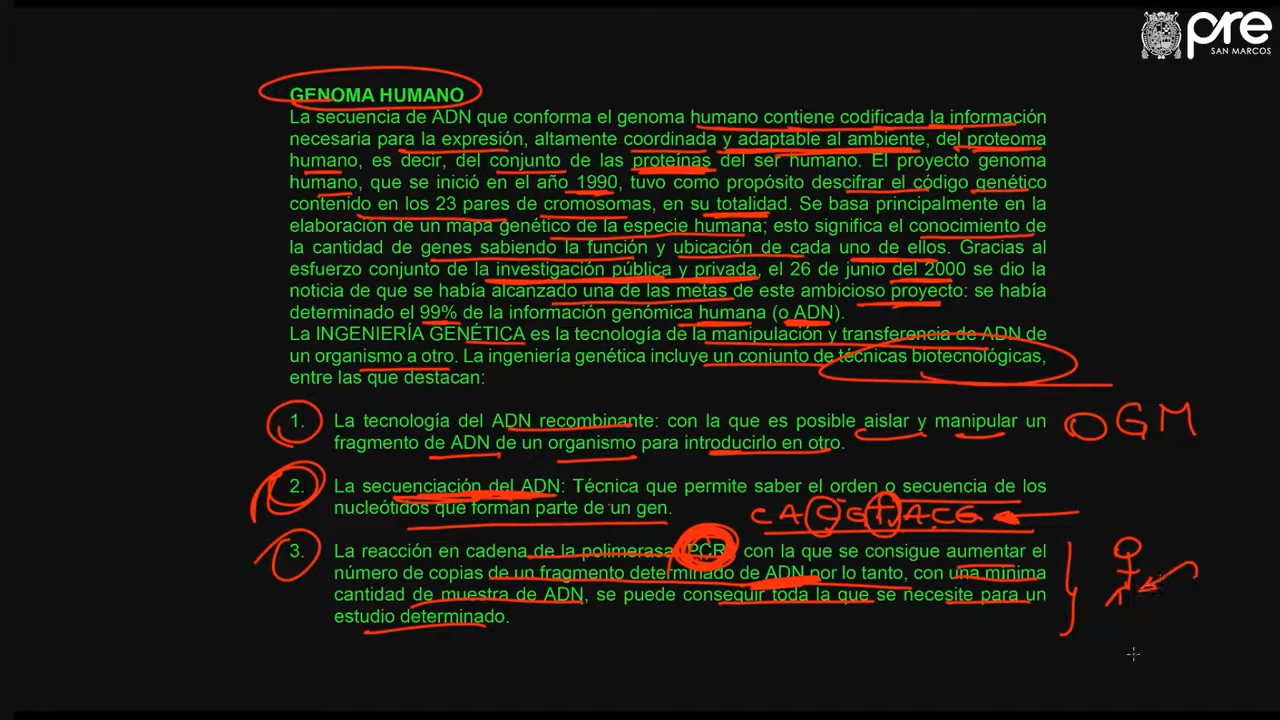 pre
SAN MARCOS
GENOMA HUMANO
La secuencia de ADN que conforma el genoma humano contiene codificada la información
necesaria para la expresión, altamente coordinada y adaptable al ambiente, del proteoma
humano, es decir, del conjunto de las proteínas del ser humano. El proyecto genoma
humano, que se inició en el año 1990, tuvo como propósito descifrar el código genético
contenido en los 23 pares de cromosomas, en su totalidad. Se basa principalmente en la
elaboración de un mapa genético de la especie humana; esto significa el conocimiento de
la cantidad de genes sabiendo la función y ubicación de cada uno de ellos. Gracias al
esfuerzo conjunto de la investigación pública y privada, el 26 de junio del 2000 se dio la
noticia de que se había alcanzado una de las metas de este ambicioso proyecto: se había
determinado el 99% de la información genómica humana (o ADN).
La INGENIERÍA GENÉTICA es la tecnología de la manipulación y transferencia de ADN de
un organismo a otro. La ingeniería genética incluye un conjunto de técnicas biotecnológicas,
entre las que destacan:
1. La tecnología del ADN recombinante: con la que es posible aislar y manipular un
fragmento de ADN de un organismo para introducirlo en otro.
OGM
2. La secuenciación del ADN: Técnica que permite saber el orden o secuencia de los
nucleótidos que forman parte de un gen.
CACGTACG
3. La reacción en cadena de la polimerasa (PCR) con la que se consigue aumentar el
número de copias de un fragmento determinado de ADN por lo tanto, con una mínima
cantidad de muestra de ADN, se puede conseguir toda la que se necesite para un
estudio determinado.